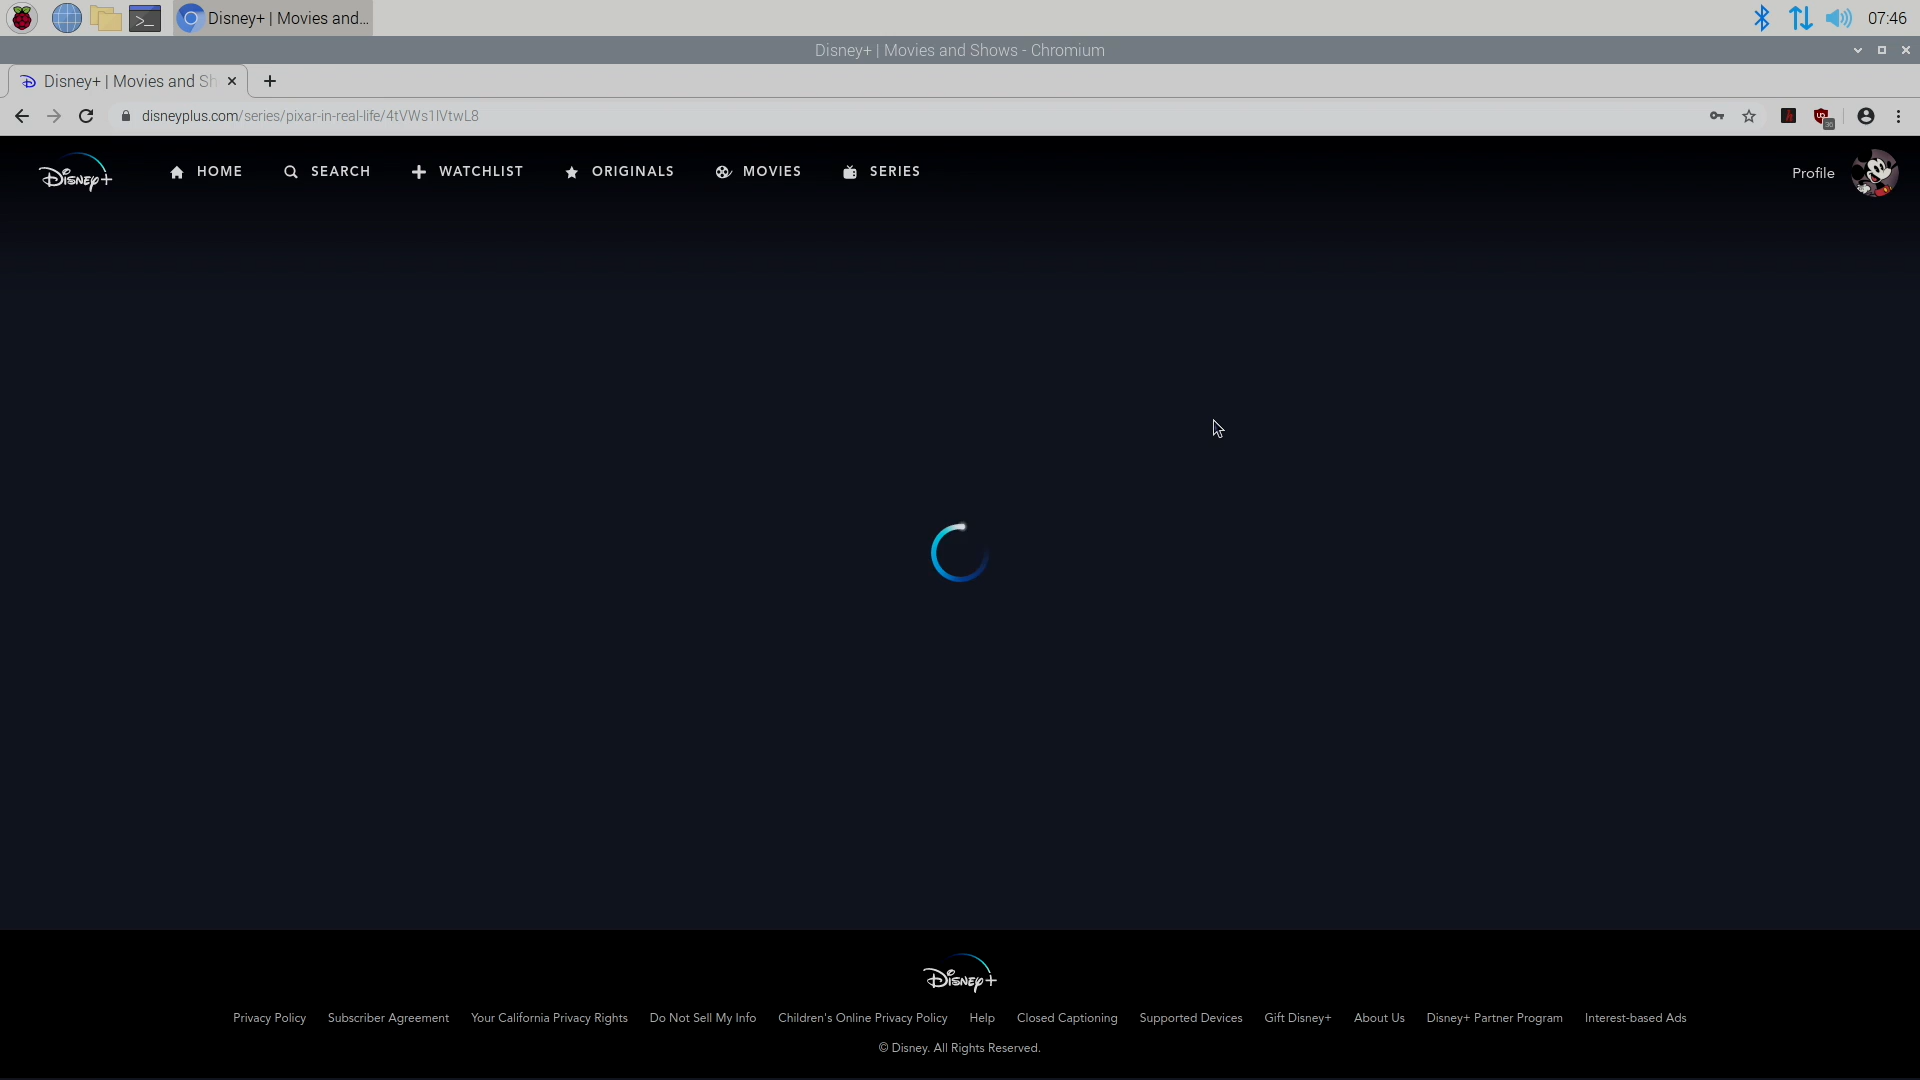 Disney+ | Movies and...
07:46
Disney+ | Movies and Shows - Chromium
Disney+ | Movies and Sh
disneyplus.com/series/pixar-in-real-life/4tVWs1lVtwL8
Disney+
HOME
SEARCH
WATCHLIST
ORIGINALS
MOVIES
SERIES
Profile
Disney+
Privacy Policy
Subscriber Agreement
Your California Privacy Rights
Do Not Sell My Info
Children's Online Privacy Policy
Help
Closed Captioning
Supported Devices
Gift Disney+
About Us
Disney+ Partner Program
Interest-based Ads
© Disney. All Rights Reserved.